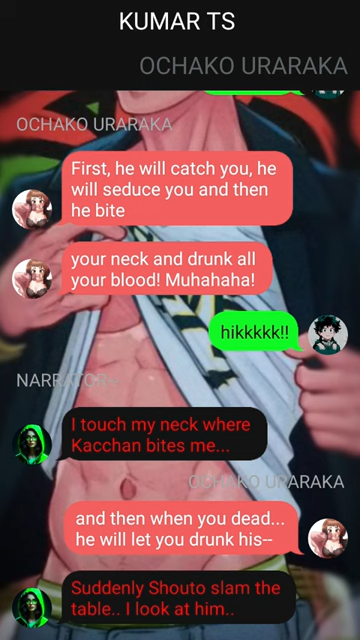 KUMAR TS
OCHAKO URARAKA
OCHAKO URARAKA
First, he will catch you, he
will seduce you and then
he bite
your neck and drunk all
your blood! Muhahaha!
hikkkkk!!
NARRATOR--
I touch my neck where
Kacchan bites me...
OCHAKO URARAKA
and then when you dead...
he will let you drunk his--
Suddenly Shouto slam the
table.. I look at him..